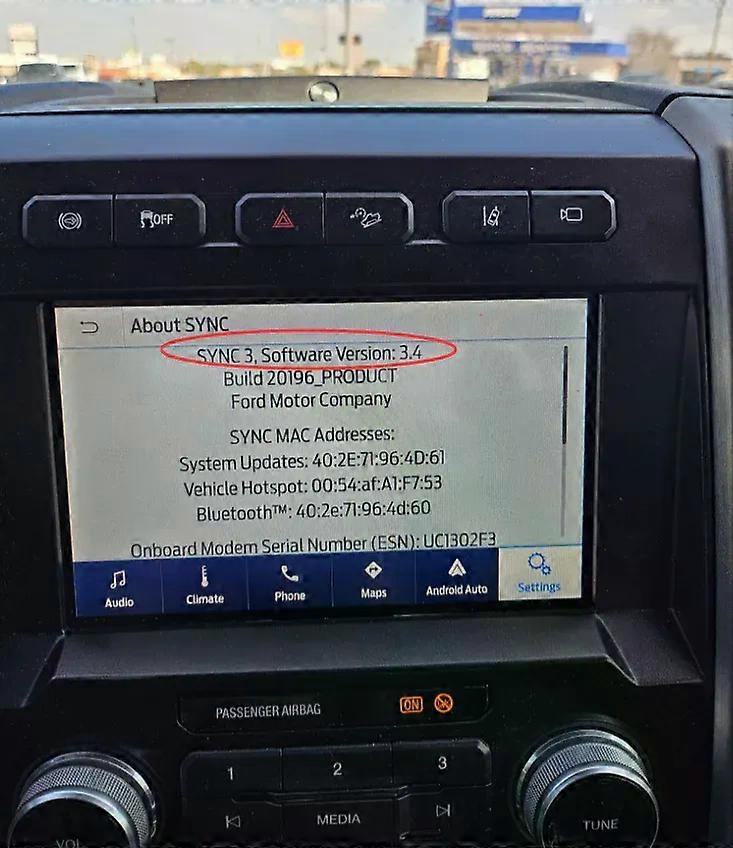 OFF
About SYNC
SYNC 3, Software Version: 3.4
Build 20196_PRODUCT
Ford Motor Company
SYNC MAC Addresses:
System Updates: 40:2E:71:96:4D:61
Vehicle Hotspot: 00:54:af:A1:F7:53
Bluetooth™: 40:2e:71:96:4d:60
Onboard Modem Serial Number (ESN): UC1302F3
Audio Climate Phone Maps Android Auto Settings
PASSENGER AIRBAG ON
1 2 3
VOL MEDIA TUNE